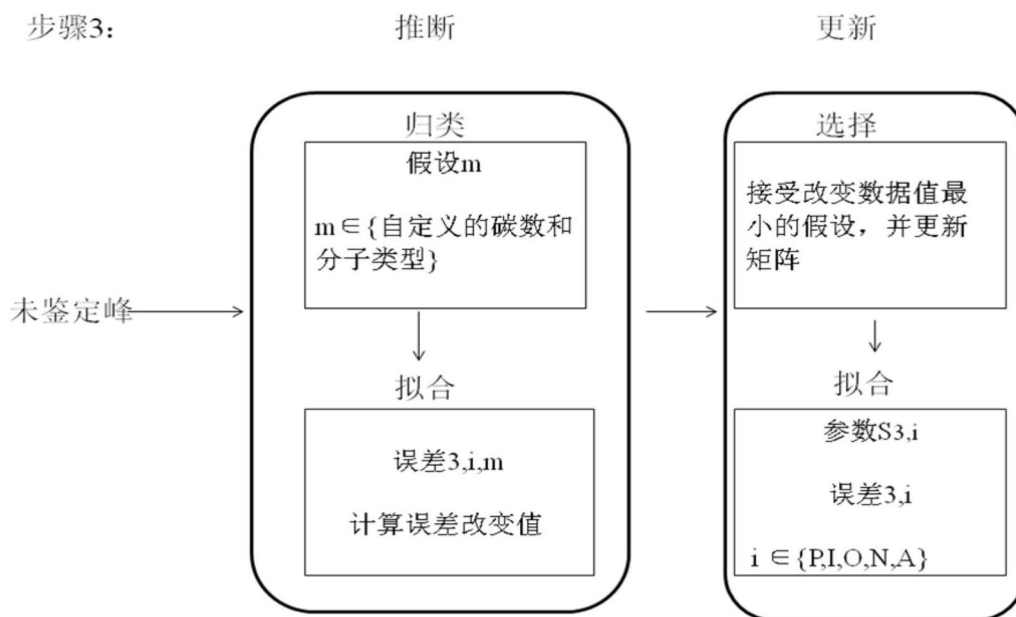 步骤3:
推断
更新
归类
假设m
m∈{自定义的碳数和
分子类型}
未鉴定峰
拟合
误差3,i,m
计算误差改变值
选择
接受改变数据值最
小的假设，并更新
矩阵
拟合
参数S3,i
误差3,i
i ∈{P,I,O,N,A}